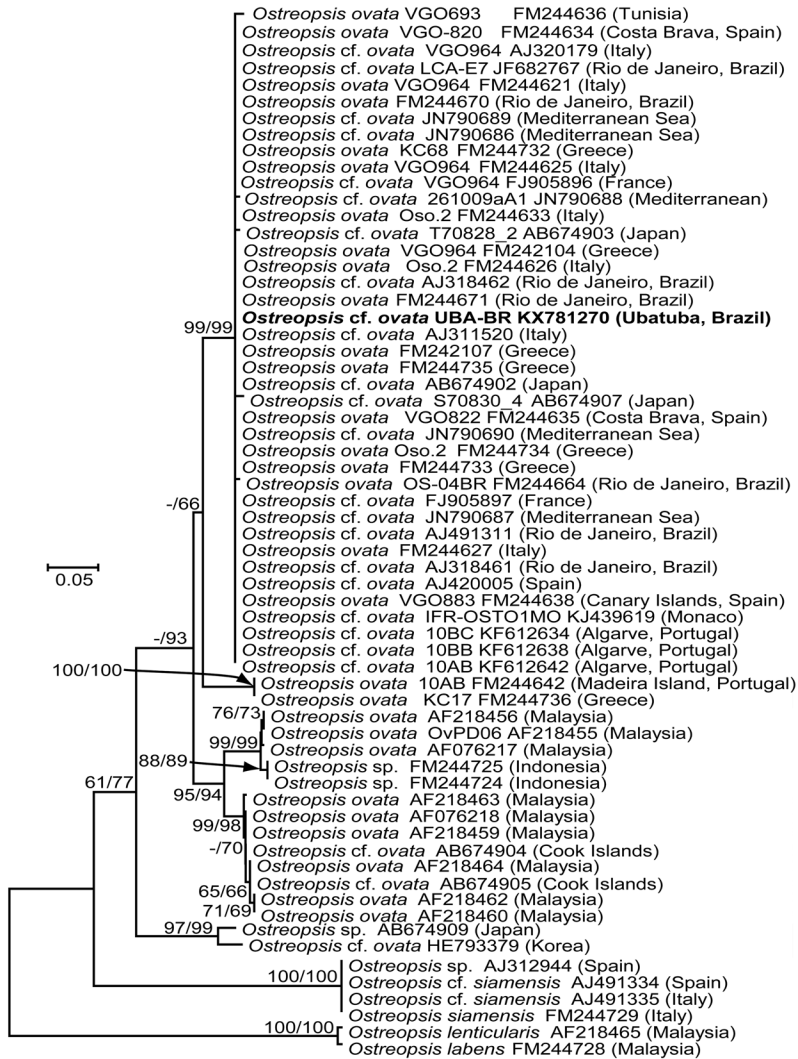 Ostreopsis ovata VGO693 FM244636 (Tunisia)
Ostreopsis ovata VGO-820 FM244634 (Costa Brava, Spain)
Ostreopsis cf. ovata VGO964 AJ320179 (Italy)
Ostreopsis cf. ovata LCA-E7 JF682767 (Rio de Janeiro, Brazil)
Ostreopsis ovata VGO964 FM244621 (Italy)
Ostreopsis ovata FM244670 (Rio de Janeiro, Brazil)
Ostreopsis cf. ovata JN790689 (Mediterranean Sea)
Ostreopsis cf. ovata JN790686 (Mediterranean Sea)
Ostreopsis ovata KC68 FM244732 (Greece)
Ostreopsis ovata VGO964 FM244625 (Italy)
Ostreopsis cf. ovata VGO964 FJ905896 (France)
Ostreopsis cf. ovata 261009aA1 JN790688 (Mediterranean)
Ostreopsis ovata Oso.2 FM244633 (Italy)
Ostreopsis cf. ovata T70828_2 AB674903 (Japan)
Ostreopsis ovata VGO964 FM242104 (Greece)
Ostreopsis ovata Oso.2 FM244626 (Italy)
Ostreopsis cf. ovata AJ318462 (Rio de Janeiro, Brazil)
Ostreopsis ovata FM244671 (Rio de Janeiro, Brazil)
Ostreopsis cf. ovata UBA-BR KX781270 (Ubatuba, Brazil)
99/99
Ostreopsis cf. ovata AJ311520 (Italy)
Ostreopsis ovata FM242107 (Greece)
Ostreopsis ovata FM244735 (Greece)
Ostreopsis cf. ovata AB674902 (Japan)
Ostreopsis cf. ovata S70830_4 AB674907 (Japan)
Ostreopsis ovata VGO822 FM244635 (Costa Brava, Spain)
Ostreopsis cf. ovata JN790690 (Mediterranean Sea)
Ostreopsis ovata Oso.2 FM244734 (Greece)
Ostreopsis ovata FM244733 (Greece)
Ostreopsis ovata OS-04BR FM244664 (Rio de Janeiro, Brazil)
-/66
Ostreopsis cf. ovata FJ905897 (France)
Ostreopsis cf. ovata JN790687 (Mediterranean Sea)
Ostreopsis cf. ovata AJ491311 (Rio de Janeiro, Brazil)
Ostreopsis ovata FM244627 (Italy)
Ostreopsis cf. ovata AJ318461 (Rio de Janeiro, Brazil)
0.05
Ostreopsis cf. ovata AJ420005 (Spain)
Ostreopsis ovata VGO883 FM244638 (Canary Islands, Spain)
Ostreopsis cf. ovata IFR-OSTO1MO KJ439619 (Monaco)
Ostreopsis cf. ovata 10BC KF612634 (Algarve, Portugal)
-/93
Ostreopsis cf. ovata 10BB KF612638 (Algarve, Portugal)
Ostreopsis cf. ovata 10AB KF612642 (Algarve, Portugal)
100/100
Ostreopsis ovata 10AB FM244642 (Madeira Island, Portugal)
Ostreopsis ovata KC17 FM244736 (Greece)
76/73
Ostreopsis ovata AF218456 (Malaysia)
Ostreopsis ovata OvPD06 AF218455 (Malaysia)
99/99
Ostreopsis ovata AF076217 (Malaysia)
88/89
Ostreopsis sp. FM244725 (Indonesia)
61/77
Ostreopsis sp. FM244724 (Indonesia)
95/94
Ostreopsis ovata AF218463 (Malaysia)
Ostreopsis ovata AF076218 (Malaysia)
99/98
Ostreopsis ovata AF218459 (Malaysia)
-/70
Ostreopsis cf. ovata AB674904 (Cook Islands)
Ostreopsis ovata AF218464 (Malaysia)
Ostreopsis cf. ovata AB674905 (Cook Islands)
65/66
Ostreopsis ovata AF218462 (Malaysia)
71/69
Ostreopsis ovata AF218460 (Malaysia)
97/99
Ostreopsis sp. AB674909 (Japan)
Ostreopsis cf. ovata HE793379 (Korea)
Ostreopsis sp. AJ312944 (Spain)
100/100
Ostreopsis cf. siamensis AJ491334 (Spain)
Ostreopsis cf. siamensis AJ491335 (Italy)
Ostreopsis siamensis FM244729 (Italy)
100/100
Ostreopsis lenticularis AF218465 (Malaysia)
Ostreopsis labens FM244728 (Malaysia)